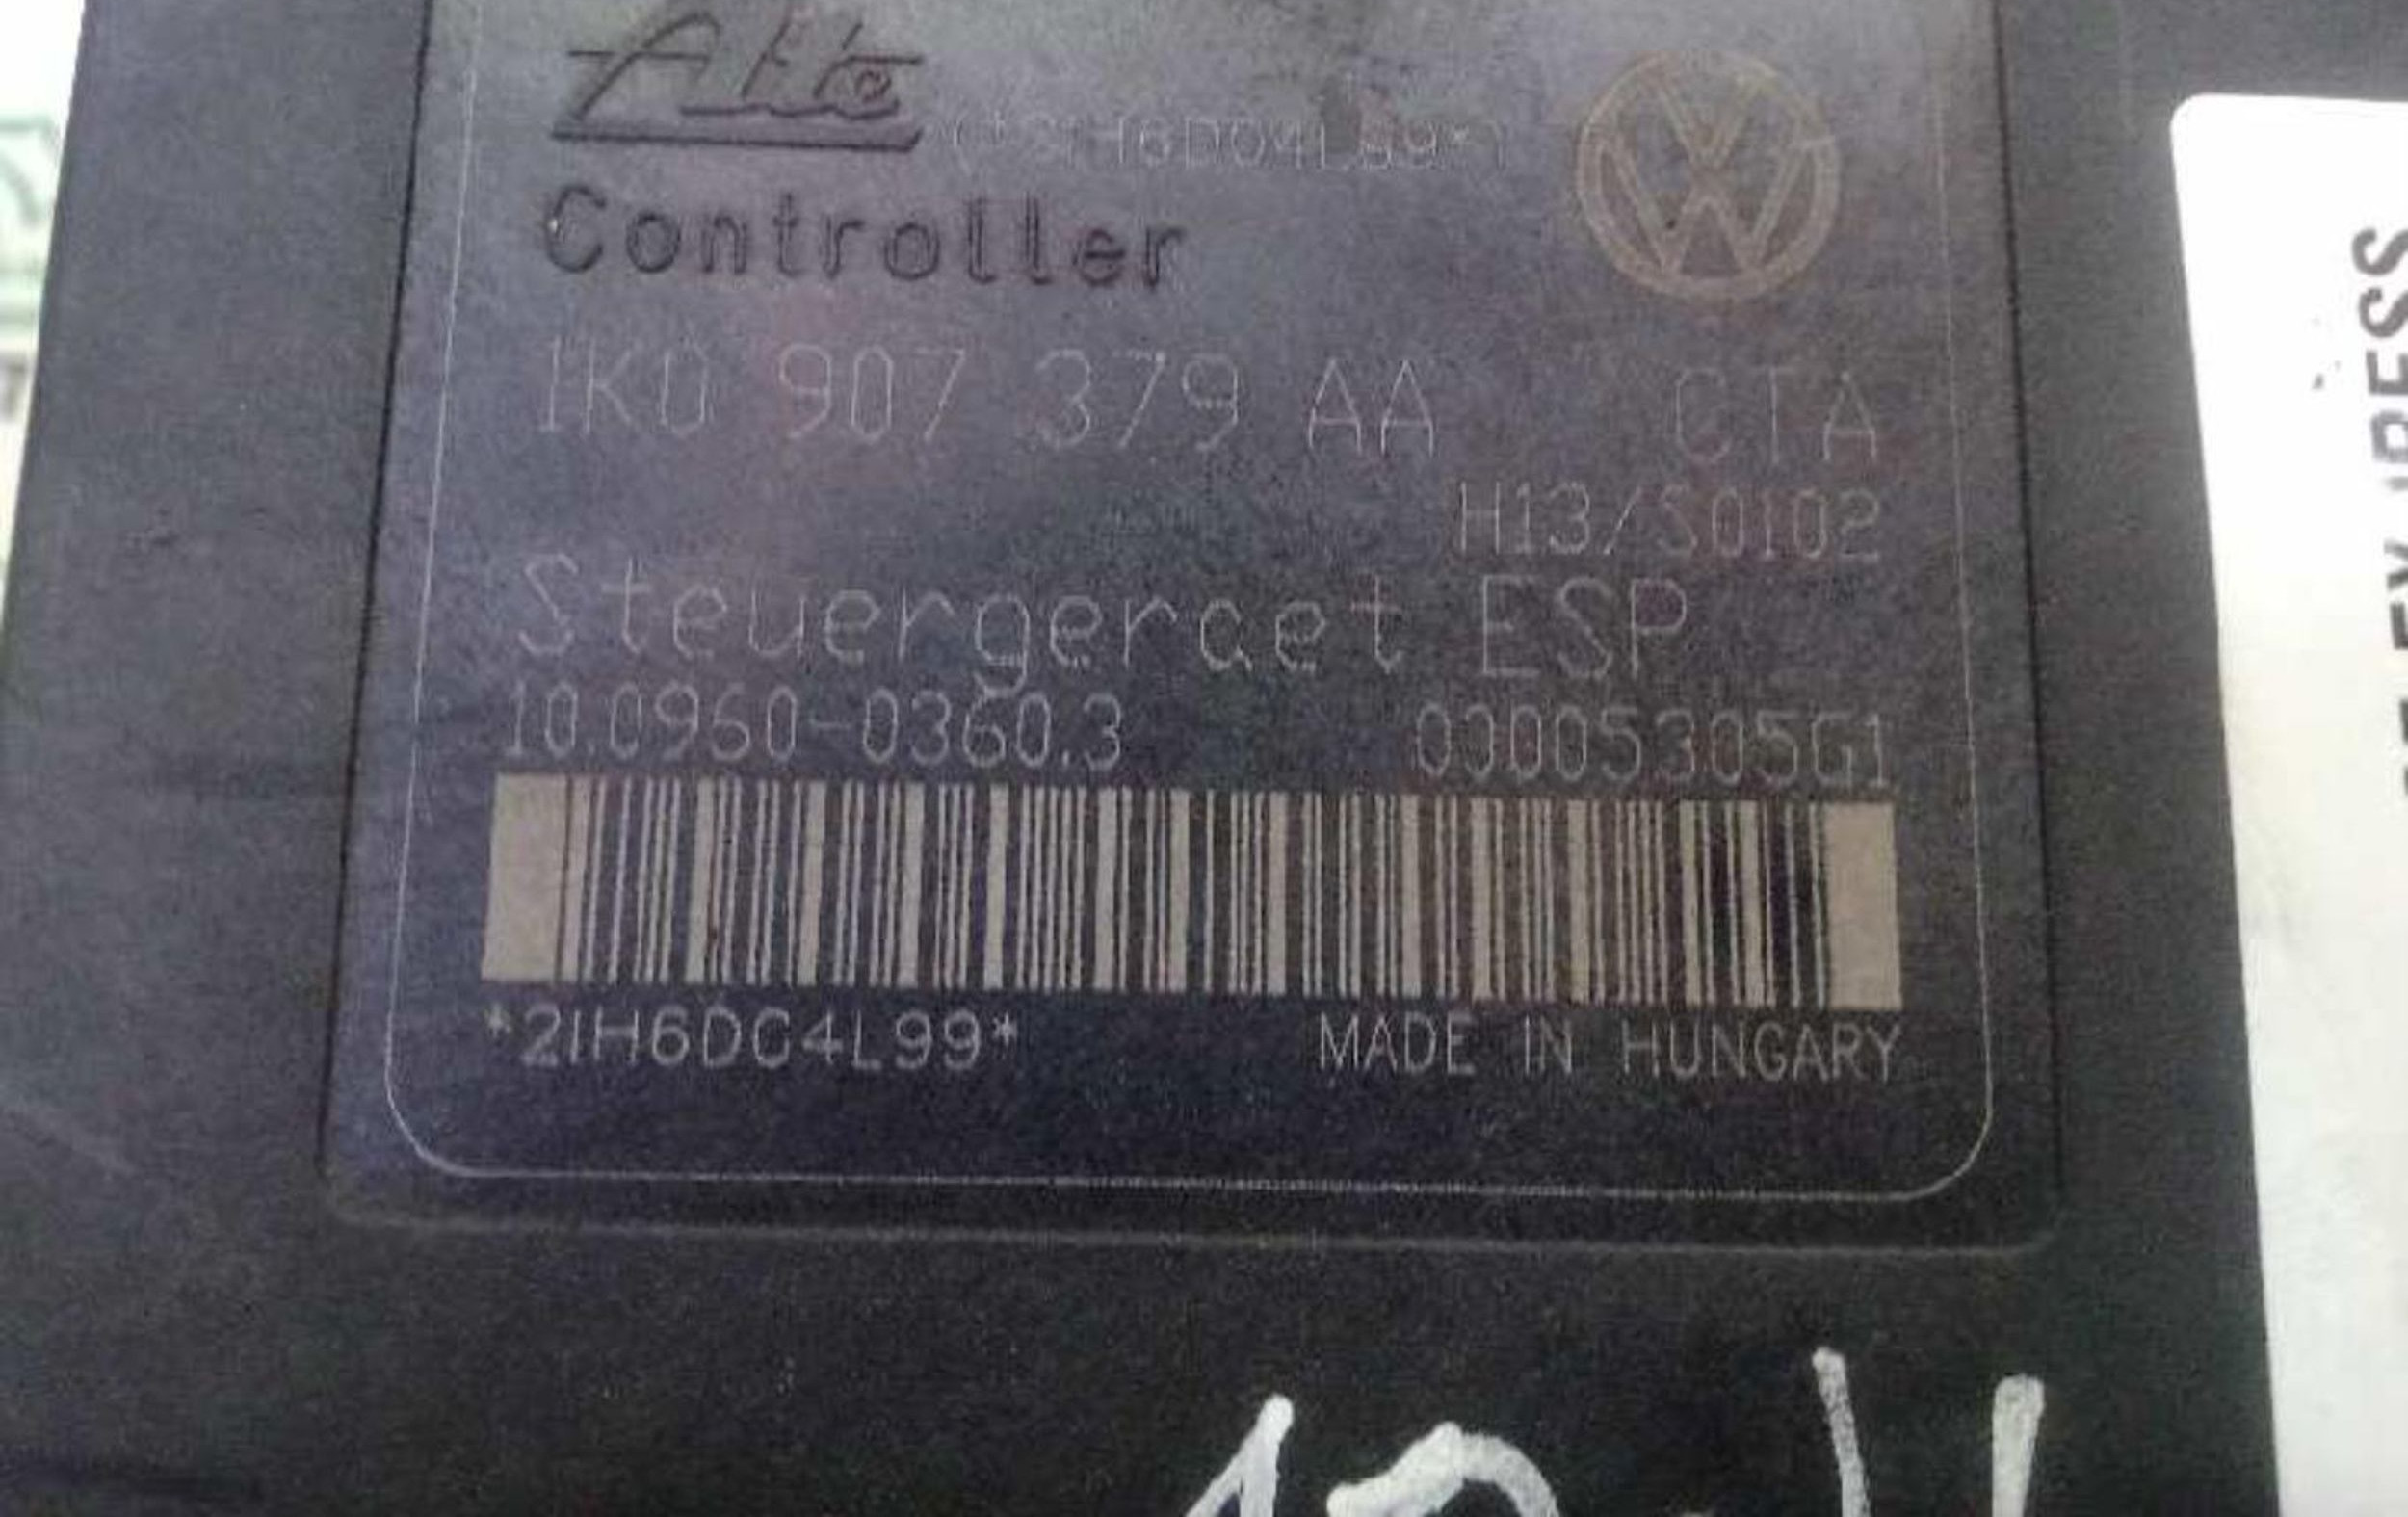 Ate
(*2IH6D04L99*)
Controller
1K0 907 379 AA CTA
H13/S0102
Steuergeraet ESP
10.0960-0360.3 00005305G1
*2IH6DC4L99* MADE IN HUNGARY